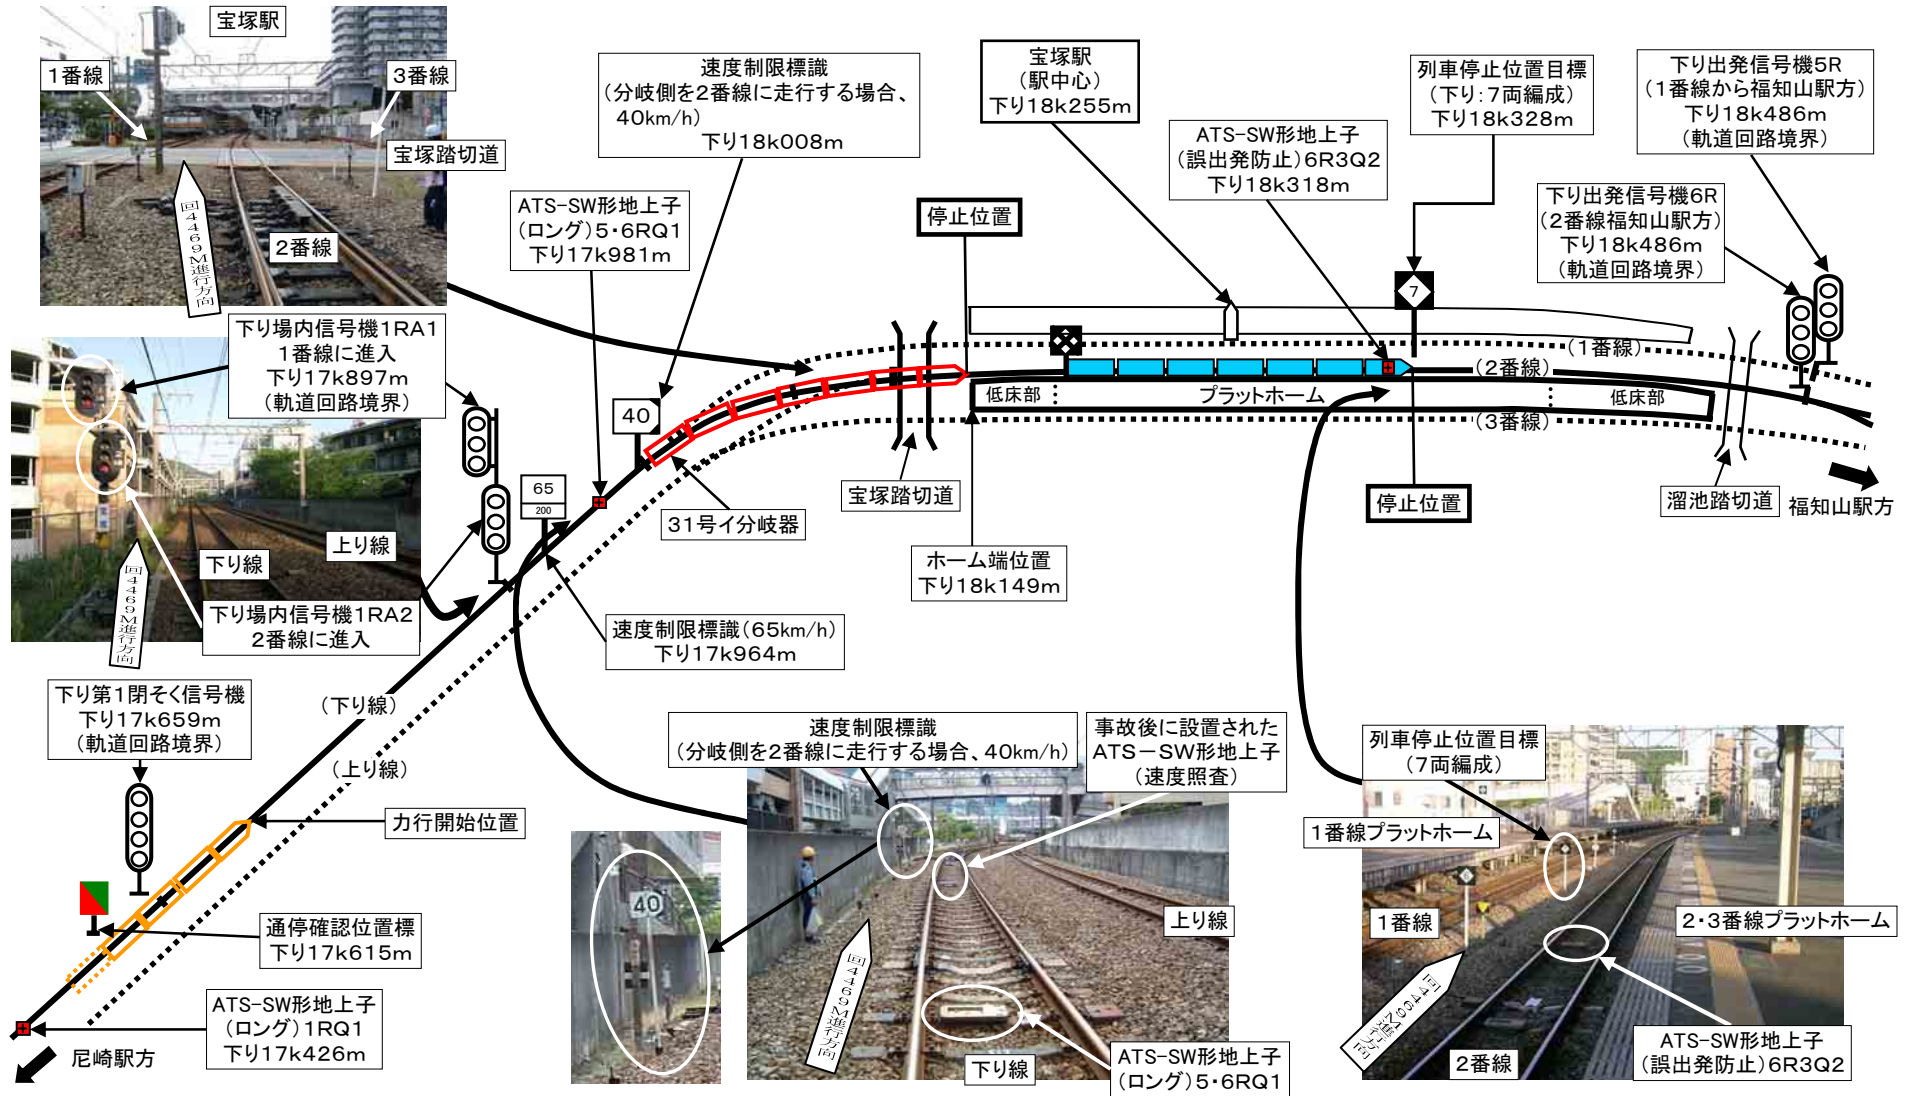 宝塚駅
1番線
3番線
宝塚踏切道
回4469M進行方向
2番線
速度制限標識
(分岐側を2番線に走行する場合、
40km/h)
下り18k008m
ATS-SW形地上子
(ロング)5・6RQ1
下り17k981m
停止位置
宝塚駅
(駅中心)
下り18k255m
ATS-SW形地上子
(誤出発防止)6R3Q2
下り18k318m
列車停止位置目標
(下り:7両編成)
下り18k328m
下り出発信号機5R
(1番線から福知山駅方)
下り18k486m
(軌道回路境界)
下り出発信号機6R
(2番線福知山駅方)
下り18k486m
(軌道回路境界)
下り場内信号機1RA1
1番線に進入
下り17k897m
(軌道回路境界)
上り線
下り線
回4469M進行方向
下り場内信号機1RA2
2番線に進入
40
65
200
7
(1番線)
(2番線)
(3番線)
低床部
プラットホーム
低床部
31号イ分岐器
宝塚踏切道
ホーム端位置
下り18k149m
停止位置
溜池踏切道
福知山駅方
速度制限標識(65km/h)
下り17k964m
下り第1閉そく信号機
下り17k659m
(軌道回路境界)
(下り線)
(上り線)
力行開始位置
通停確認位置標
下り17k615m
ATS-SW形地上子
(ロング)1RQ1
下り17k426m
尼崎駅方
速度制限標識
(分岐側を2番線に走行する場合、40km/h)
事故後に設置された
ATS-SW形地上子
(速度照査)
40
上り線
回4469M進行方向
下り線
ATS-SW形地上子
(ロング)5・6RQ1
列車停止位置目標
(7両編成)
1番線プラットホーム
1番線
2・3番線プラットホーム
回4469M進行方向
2番線
ATS-SW形地上子
(誤出発防止)6R3Q2